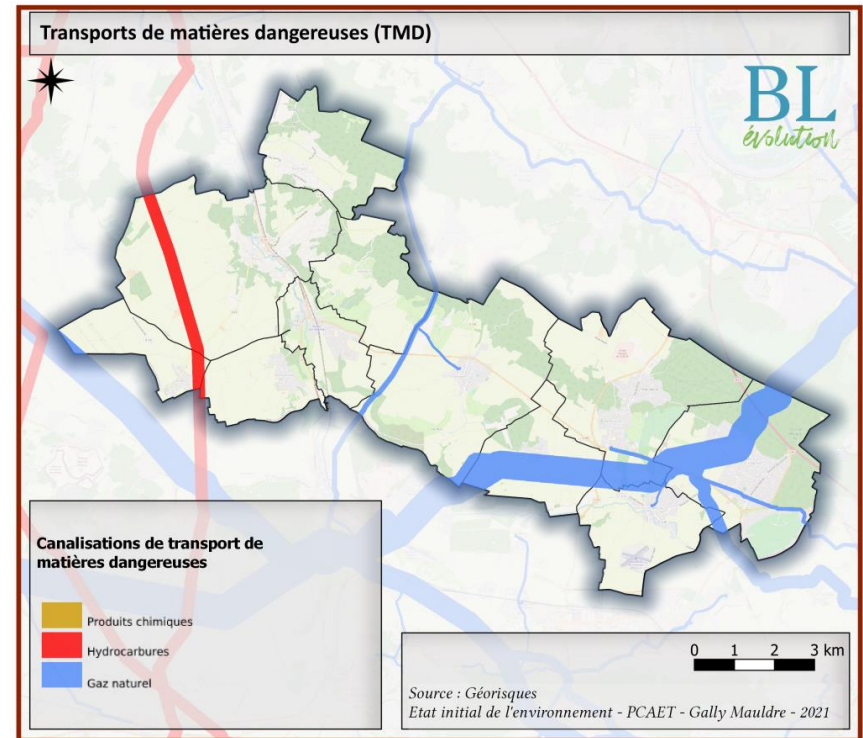 Transports de matières dangereuses (TMD)
BL
évolution
Canalisations de transport de
matières dangereuses
Produits chimiques
Hydrocarbures
Gaz naturel
0 1 2 3 km
Source : Géorisques
Etat initial de l'environnement - PCAET - Gally Mauldre - 2021